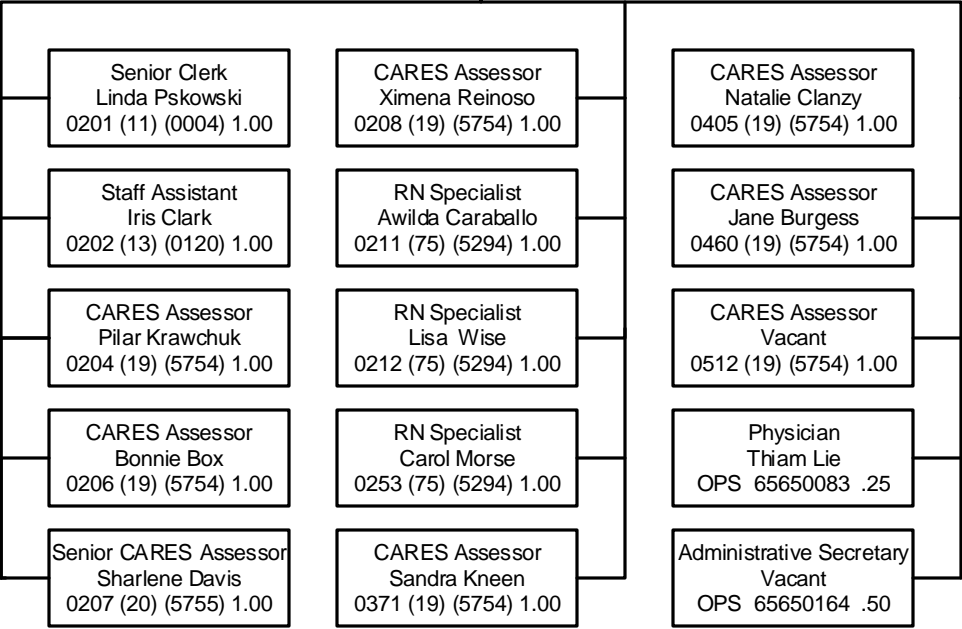 Senior Clerk
Linda Pskowski
0201 (11) (0004) 1.00
Staff Assistant
Iris Clark
0202 (13) (0120) 1.00
CARES Assessor
Pilar Krawchuk
0204 (19) (5754) 1.00
CARES Assessor
Bonnie Box
0206 (19) (5754) 1.00
Senior CARES Assessor
Sharlene Davis
0207 (20) (5755) 1.00
CARES Assessor
Ximena Reinoso
0208 (19) (5754) 1.00
RN Specialist
Awilda Caraballo
0211 (75) (5294) 1.00
RN Specialist
Lisa Wise
0212 (75) (5294) 1.00
RN Specialist
Carol Morse
0253 (75) (5294) 1.00
CARES Assessor
Sandra Kneen
0371 (19) (5754) 1.00
CARES Assessor
Natalie Clanzy
0405 (19) (5754) 1.00
CARES Assessor
Jane Burgess
0460 (19) (5754) 1.00
CARES Assessor
Vacant
0512 (19) (5754) 1.00
Physician
Thiam Lie
OPS 65650083 .25
Administrative Secretary
Vacant
OPS 65650164 .50